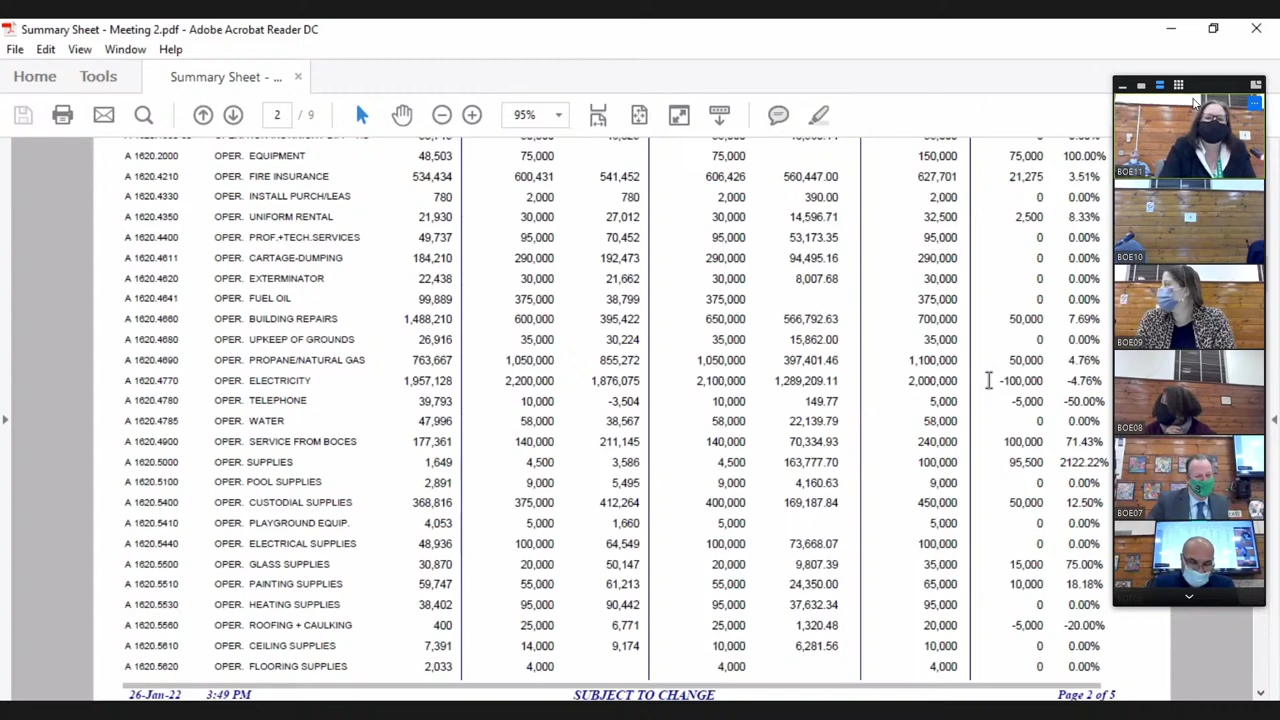 Summary Sheet - Meeting 2.pdf - Adobe Acrobat Reader DC
File Edit View Window Help
Home Tools Summary Sheet - ... ×
2 / 9 95%
A 1620.2000 OPER. EQUIPMENT 48,503 75,000 75,000 150,000 75,000 100.00%
A 1620.4210 OPER. FIRE INSURANCE 534,434 600,431 541,452 606,426 560,447.00 627,701 21,275 3.51%
A 1620.4330 OPER. INSTALL PURCH/LEAS 780 2,000 780 2,000 390.00 2,000 0 0.00%
A 1620.4350 OPER. UNIFORM RENTAL 21,930 30,000 27,012 30,000 14,596.71 32,500 2,500 8.33%
A 1620.4400 OPER. PROF.+TECH.SERVICES 49,737 95,000 70,452 95,000 53,173.35 95,000 0 0.00%
A 1620.4611 OPER. CARTAGE-DUMPING 184,210 290,000 192,473 290,000 94,495.16 290,000 0 0.00%
A 1620.4620 OPER. EXTERMINATOR 22,438 30,000 21,662 30,000 8,007.68 30,000 0 0.00%
A 1620.4641 OPER. FUEL OIL 99,889 375,000 38,799 375,000 375,000 0 0.00%
A 1620.4660 OPER. BUILDING REPAIRS 1,488,210 600,000 395,422 650,000 566,792.63 700,000 50,000 7.69%
A 1620.4680 OPER. UPKEEP OF GROUNDS 26,916 35,000 30,224 35,000 15,862.00 35,000 0 0.00%
A 1620.4690 OPER. PROPANE/NATURAL GAS 763,667 1,050,000 855,272 1,050,000 397,401.46 1,100,000 50,000 4.76%
A 1620.4770 OPER. ELECTRICITY 1,957,128 2,200,000 1,876,075 2,100,000 1,289,209.11 2,000,000 -100,000 -4.76%
A 1620.4780 OPER. TELEPHONE 39,793 10,000 -3,504 10,000 149.77 5,000 -5,000 -50.00%
A 1620.4785 OPER. WATER 47,996 58,000 38,567 58,000 22,139.79 58,000 0 0.00%
A 1620.4900 OPER. SERVICE FROM BOCES 177,361 140,000 211,145 140,000 70,334.93 240,000 100,000 71.43%
A 1620.5000 OPER. SUPPLIES 1,649 4,500 3,586 4,500 163,777.70 100,000 95,500 2122.22%
A 1620.5100 OPER. POOL SUPPLIES 2,891 9,000 5,495 9,000 4,160.63 9,000 0 0.00%
A 1620.5400 OPER. CUSTODIAL SUPPLIES 368,816 375,000 412,264 400,000 169,187.84 450,000 50,000 12.50%
A 1620.5410 OPER. PLAYGROUND EQUIP. 4,053 5,000 1,660 5,000 5,000 0 0.00%
A 1620.5440 OPER. ELECTRICAL SUPPLIES 48,936 100,000 64,549 100,000 73,668.07 100,000 0 0.00%
A 1620.5500 OPER. GLASS SUPPLIES 30,870 20,000 50,147 20,000 9,807.39 35,000 15,000 75.00%
A 1620.5510 OPER. PAINTING SUPPLIES 59,747 55,000 61,213 55,000 24,350.00 65,000 10,000 18.18%
A 1620.5530 OPER. HEATING SUPPLIES 38,402 95,000 90,442 95,000 37,632.34 95,000 0 0.00%
A 1620.5560 OPER. ROOFING + CAULKING 400 25,000 6,771 25,000 1,320.48 20,000 -5,000 -20.00%
A 1620.5610 OPER. CEILING SUPPLIES 7,391 14,000 9,174 10,000 6,281.56 10,000 0 0.00%
A 1620.5620 OPER. FLOORING SUPPLIES 2,033 4,000 4,000 4,000 0 0.00%
26-Jan-22 3:49 PM SUBJECT TO CHANGE Page 2 of 5
BOE11
BOE10
BOE09
BOE08
BOE07